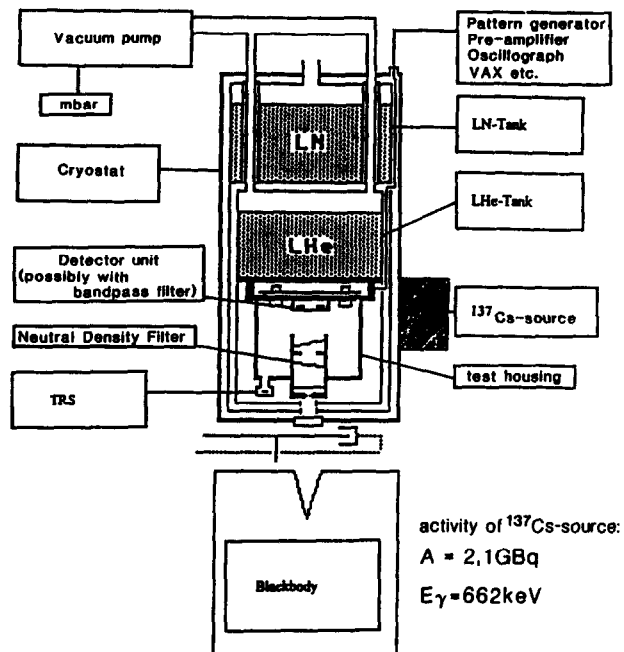 Vacuum pump
mbar
Cryostat
Detector unit
(possibly with
bandpass filter)
Neutral Density Filter
TRS
LN
LHe
Pattern generator
Pre-amplifier
Oscillograph
VAX etc.
LN-Tank
LHe-Tank
137Cs-source
test housing
Blackbody
activity of 137Cs-source:
A = 2,1GBq
Eγ=662keV